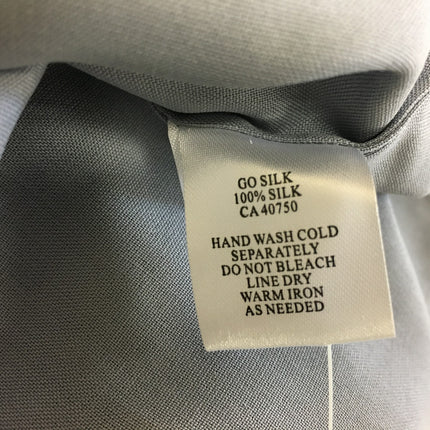 GO SILK
100% SILK
CA 40750
HAND WASH COLD
SEPARATELY
DO NOT BLEACH
LINE DRY
WARM IRON
AS NEEDED